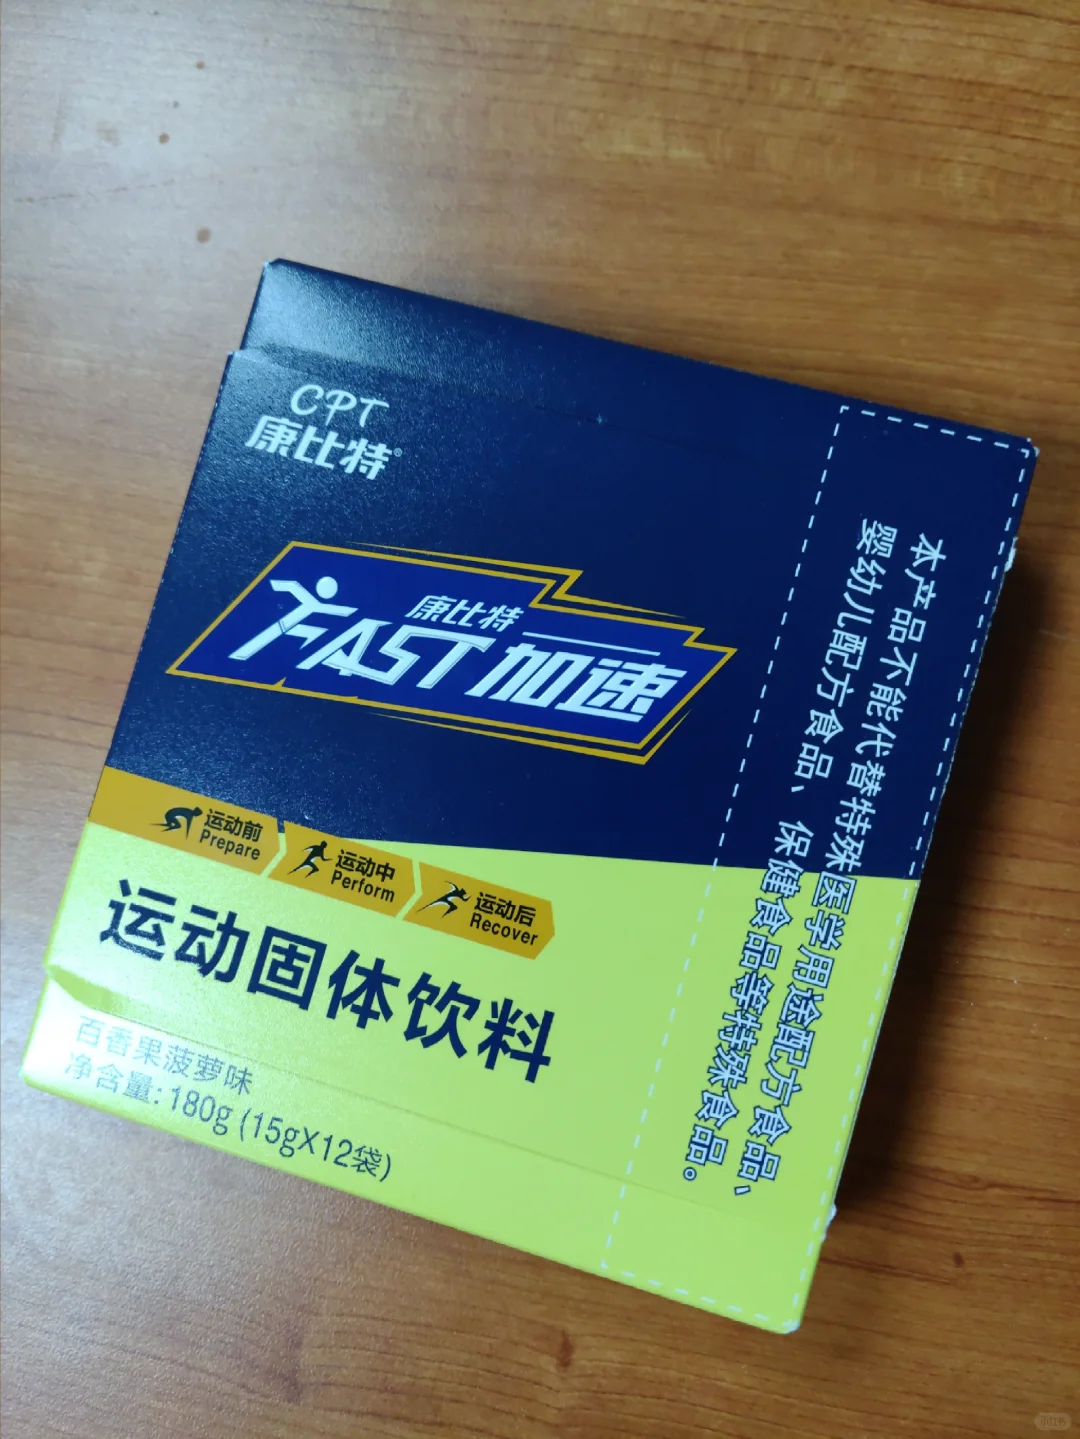 CPT
康比特®
康比特
FAST加速
运动前
Prepare
运动中
Perform
运动后
Recover
运动固体饮料
百香果菠萝味
净含量: 180g (15gX12袋)
本产品不能代替特殊医学用途配方食品、
婴幼儿配方食品、保健食品等特殊食品。
小红书